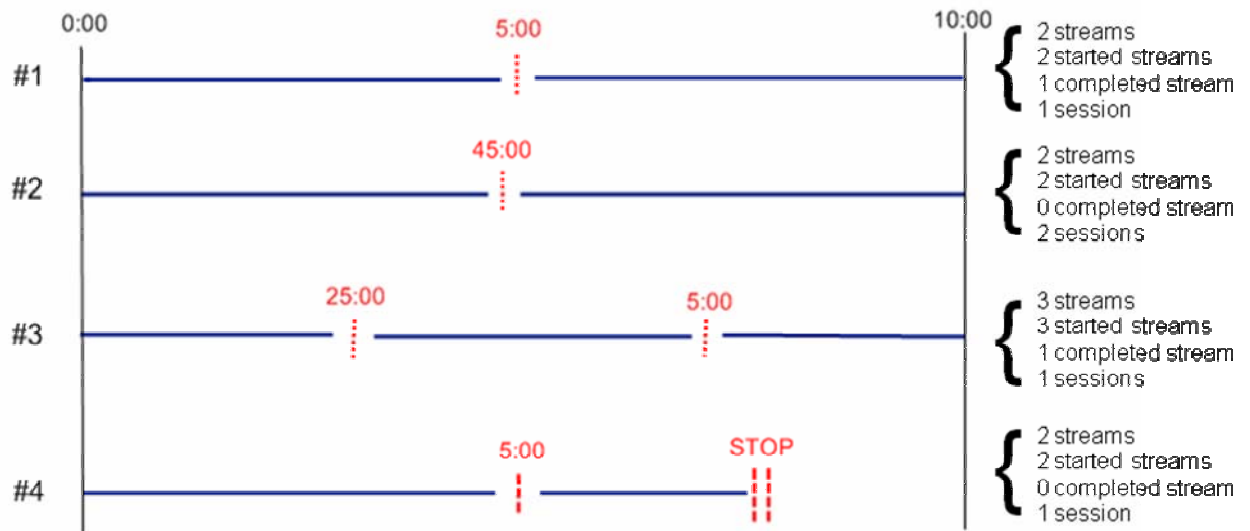 0:00
5:00
10:00
#1
2 streams
2 started streams
1 completed stream
1 session
45:00
#2
2 streams
2 started streams
0 completed stream
2 sessions
25:00
5:00
#3
3 streams
3 started streams
1 completed stream
1 sessions
5:00
STOP
#4
2 streams
2 started streams
0 completed stream
1 session